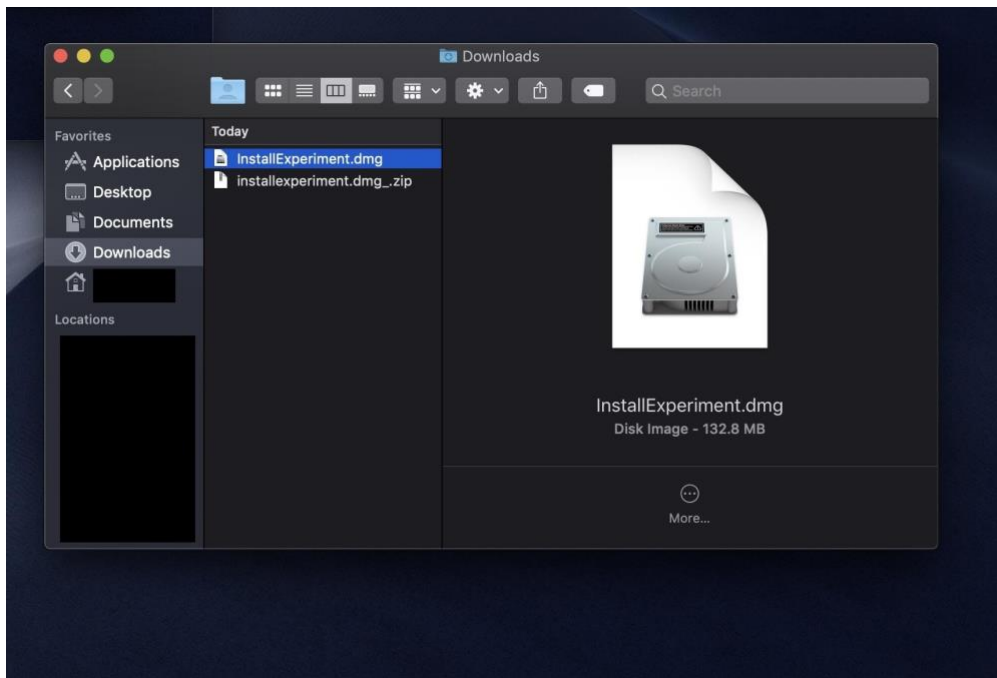 Downloads
Search
Favorites
Applications
Desktop
Documents
Downloads
Locations
Today
InstallExperiment.dmg
installexperiment.dmg_.zip
InstallExperiment.dmg
Disk Image - 132.8 MB
More...